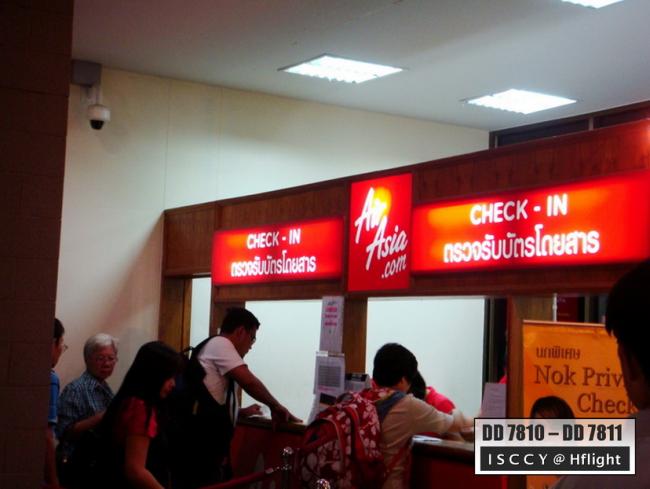 CHECK - IN
ตรวจรับบัตรโดยสาร
Air
Asia
.com
CHECK - IN
ตรวจรับบัตรโดยสาร
นกพิเศษ
Nok Priv
Check
DD 7810 – DD 7811
ISCCY @ Hflight